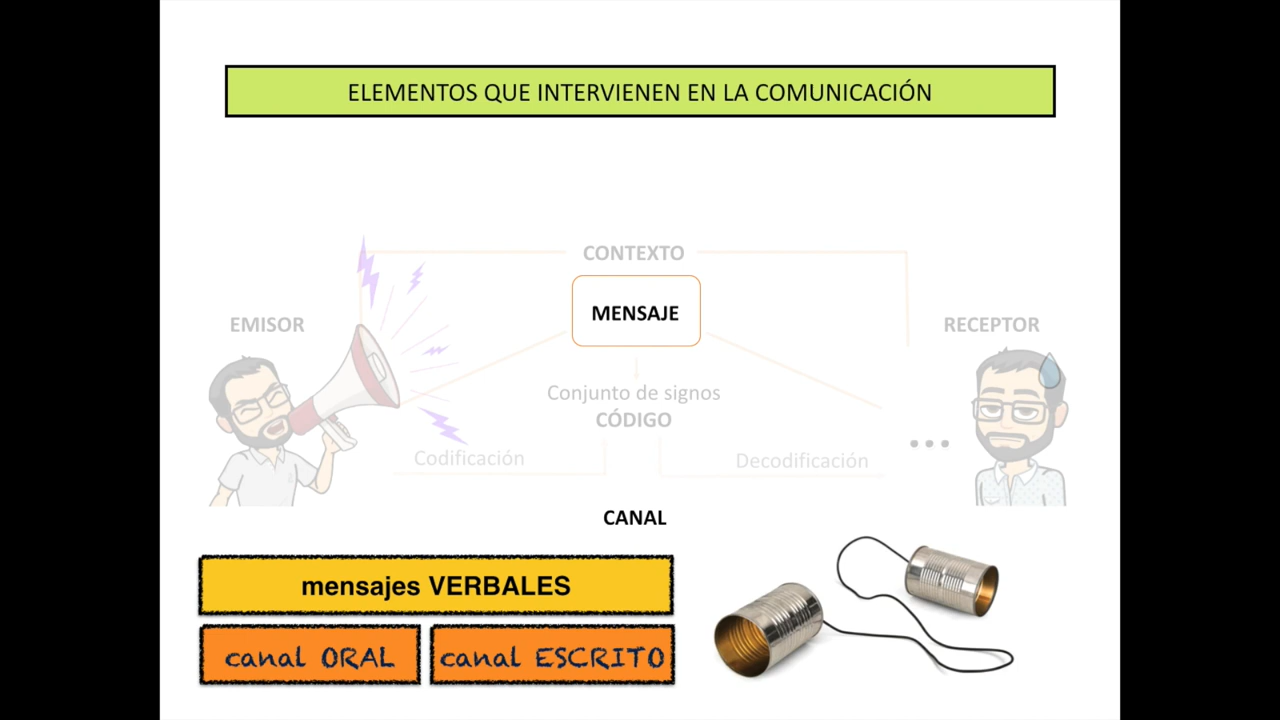 ELEMENTOS QUE INTERVIENEN EN LA COMUNICACIÓN
CONTEXTO
MENSAJE
EMISOR
RECEPTOR
Conjunto de signos
CÓDIGO
Codificación
Decodificación
CANAL
mensajes VERBALES
canal ORAL
canal ESCRITO